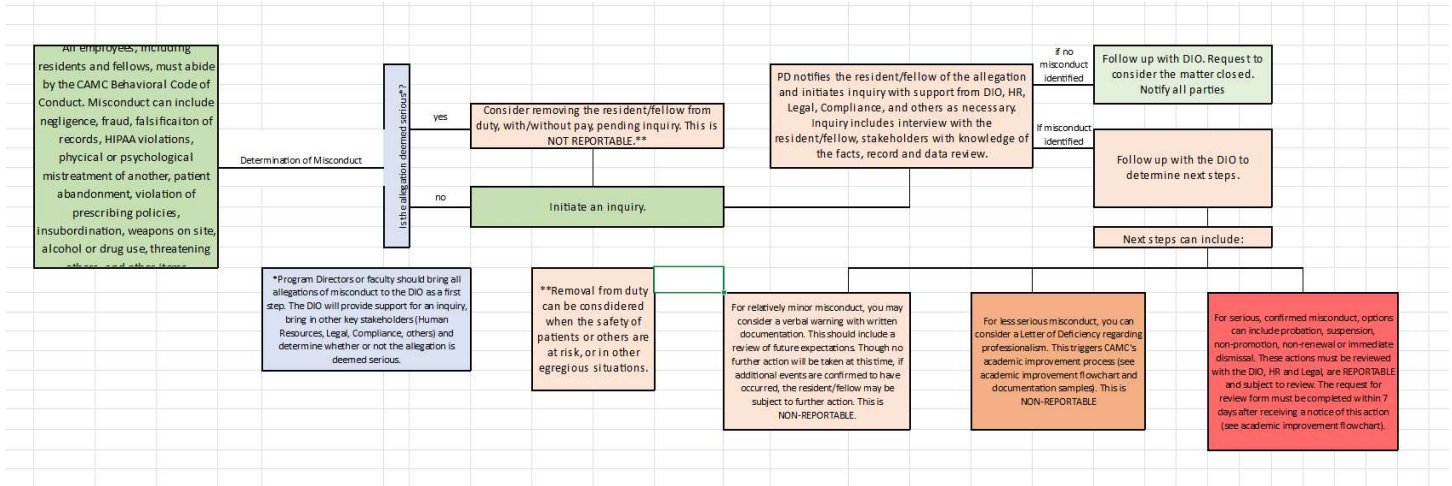 All employees, including
residents and fellows, must abide
by the CAMC Behavioral Code of
Conduct. Misconduct can include
negligence, fraud, falsificaiton of
records, HIPAA violations,
phycical or psychological
mistreatment of another, patient
abandonment, violation of
prescribing policies,
insubordination, weapons on site,
alcohol or drug use, threatening
others, and other items
Determination of Misconduct
Is the allegation deemed serious*?
yes
no
Consider removing the resident/fellow from
duty, with/without pay, pending inquiry. This is
NOT REPORTABLE.**
Initiate an inquiry.
PD notifies the resident/fellow of the allegation
and initiates inquiry with support from DIO, HR,
Legal, Compliance, and others as necessary.
Inquiry includes interview with the
resident/fellow, stakeholders with knowledge of
the facts, record and data review.
if no
misconduct
identified
Follow up with DIO. Request to
consider the matter closed.
Notify all parties
If misconduct
identified
Follow up with the DIO to
determine next steps.
Next steps can include:
*Program Directors or faculty should bring all
allegations of misconduct to the DIO as a first
step. The DIO will provide support for an inquiry,
bring in other key stakeholders (Human
Resources, Legal, Compliance, others) and
determine whether or not the allegation is
deemed serious.
**Removal from duty
can be considered
when the safety of
patients or others are
at risk, or in other
egregious situations.
For relatively minor misconduct, you may
consider a verbal warning with written
documentation. This should include a
review of future expectations. Though no
further action will be taken at this time, if
additional events are confirmed to have
occurred, the resident/fellow may be
subject to further action. This is
NON-REPORTABLE.
For less serious misconduct, you can
consider a Letter of Deficiency regarding
professionalism. This triggers CAMC's
academic improvement process (see
academic improvement flowchart and
documentation samples). This is
NON-REPORTABLE
For serious, confirmed misconduct, options
can include probation, suspension,
non-promotion, non-renewal or immediate
dismissal. These actions must be reviewed
with the DIO, HR and Legal, are REPORTABLE
and subject to review. The request for
review form must be completed within 7
days after receiving a notice of this action
(see academic improvement flowchart).